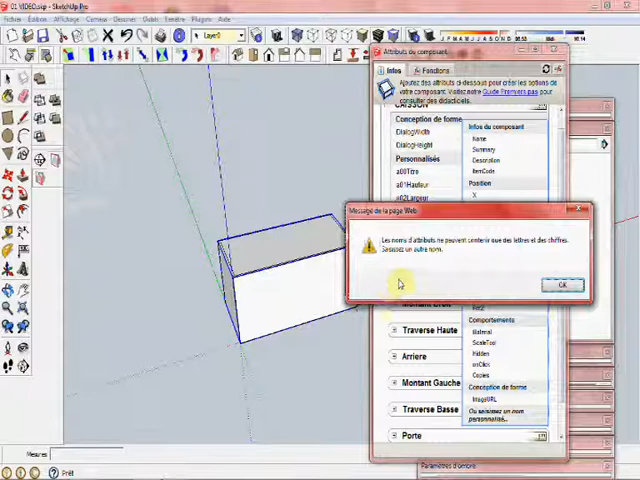 01 VIDEO.skp - SketchUp Pro
Fichier Édition Affichage Caméra Dessiner Outils Fenêtre Plugins Aide
Layer0
Attributs du composant
Infos
Fonctions
Ajoutez des attributs ci-dessous pour créer les options de
votre composant. Visitez notre Guide Premiers pas pour
consulter des didacticiels.
CAISSON
Conception de forme
DialogWidth
DialogHeight
Personnalisés
a00Titre
a01Hauteur
a02Largeur
Infos du composant
Name
Summary
Description
ItemCode
Position
X
Message de la page Web
Les noms d'attributs ne peuvent contenir que des lettres et des chiffres.
Saisissez un autre nom.
OK
Montant Droit
Traverse Haute
Arriere
Montant Gauche
Traverse Basse
Porte
RotZ
Comportements
Material
ScaleTool
Hidden
onClick
Copies
Conception de forme
ImageURL
Ou saisissez un nom
personnalisé...
Mesures
Paramètres d'ombre
Prêt